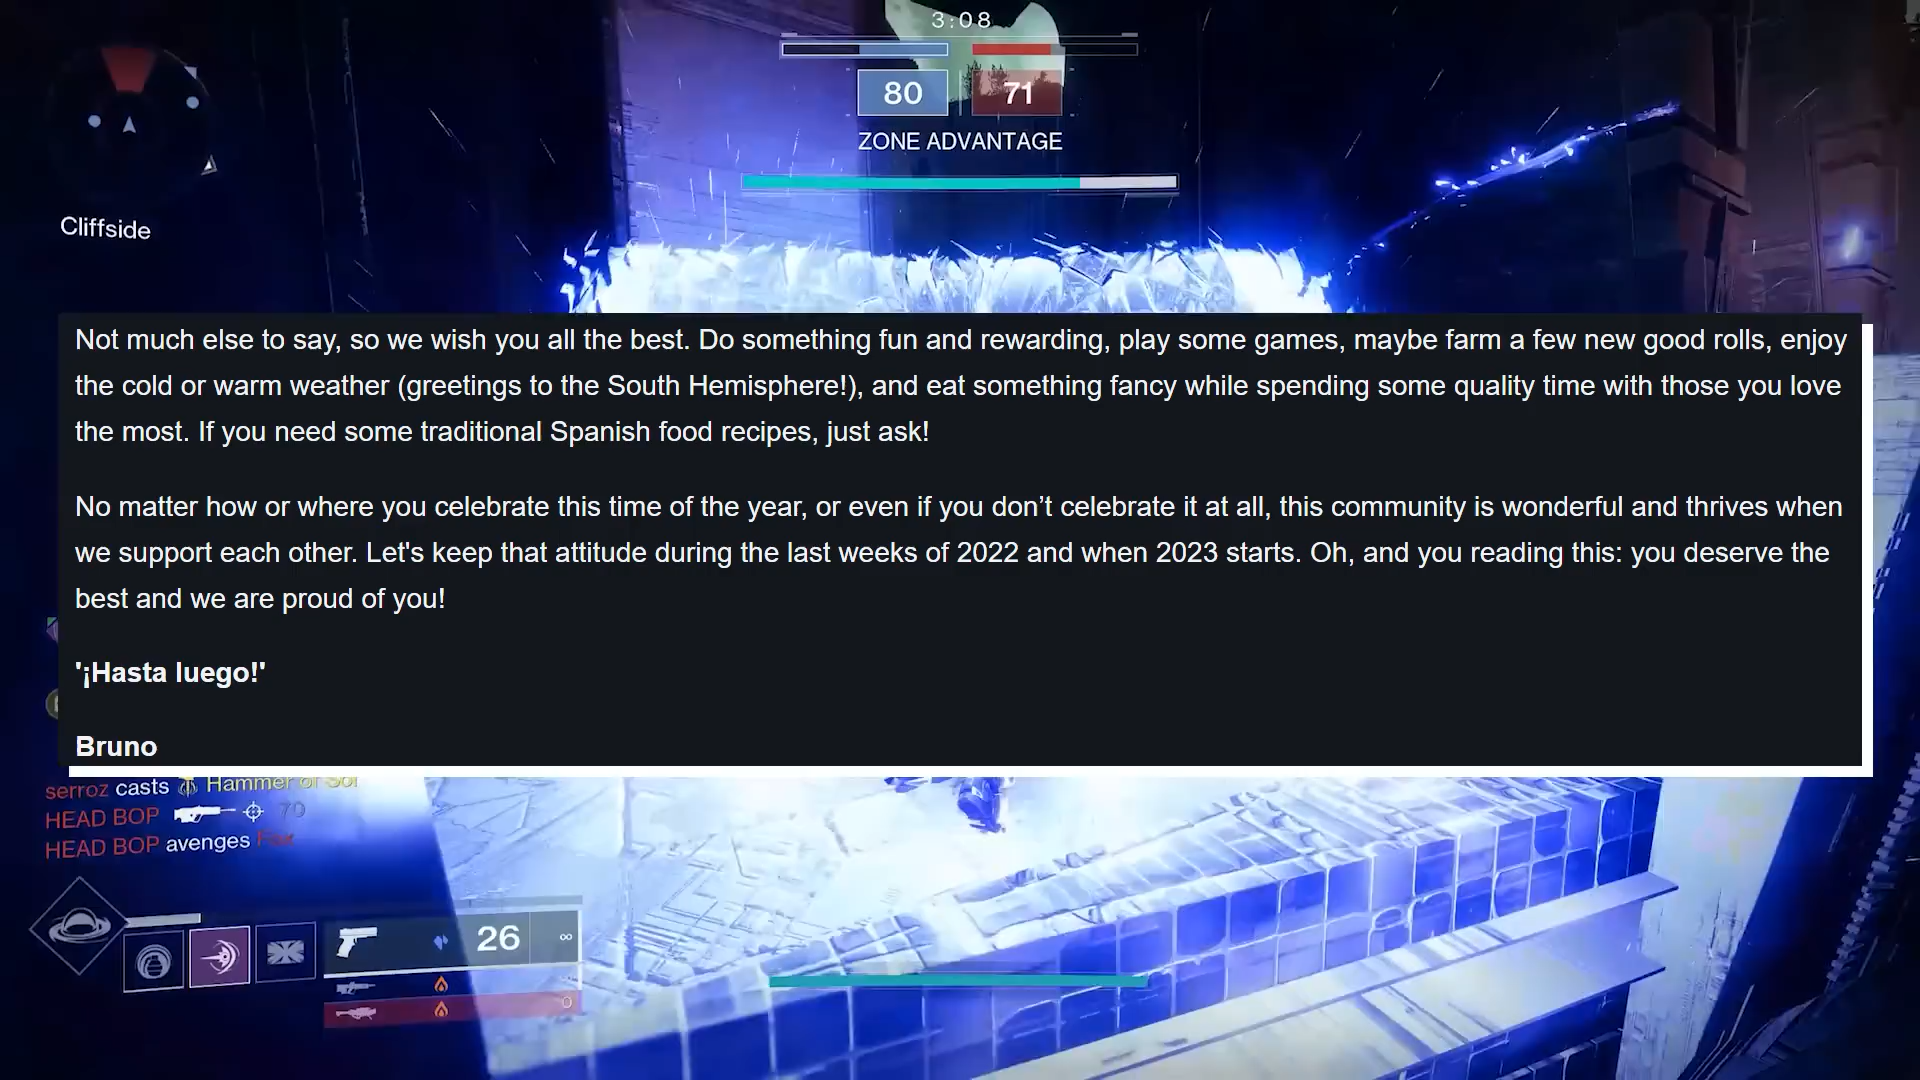 3:08
80 71
ZONE ADVANTAGE
Cliffside
Not much else to say, so we wish you all the best. Do something fun and rewarding, play some games, maybe farm a few new good rolls, enjoy
the cold or warm weather (greetings to the South Hemisphere!), and eat something fancy while spending some quality time with those you love
the most. If you need some traditional Spanish food recipes, just ask!
No matter how or where you celebrate this time of the year, or even if you don’t celebrate it at all, this community is wonderful and thrives when
we support each other. Let's keep that attitude during the last weeks of 2022 and when 2023 starts. Oh, and you reading this: you deserve the
best and we are proud of you!
'¡Hasta luego!'
Bruno
serroz casts Hammer of Sol
HEAD BOP 70
HEAD BOP avenges
26 ∞
0